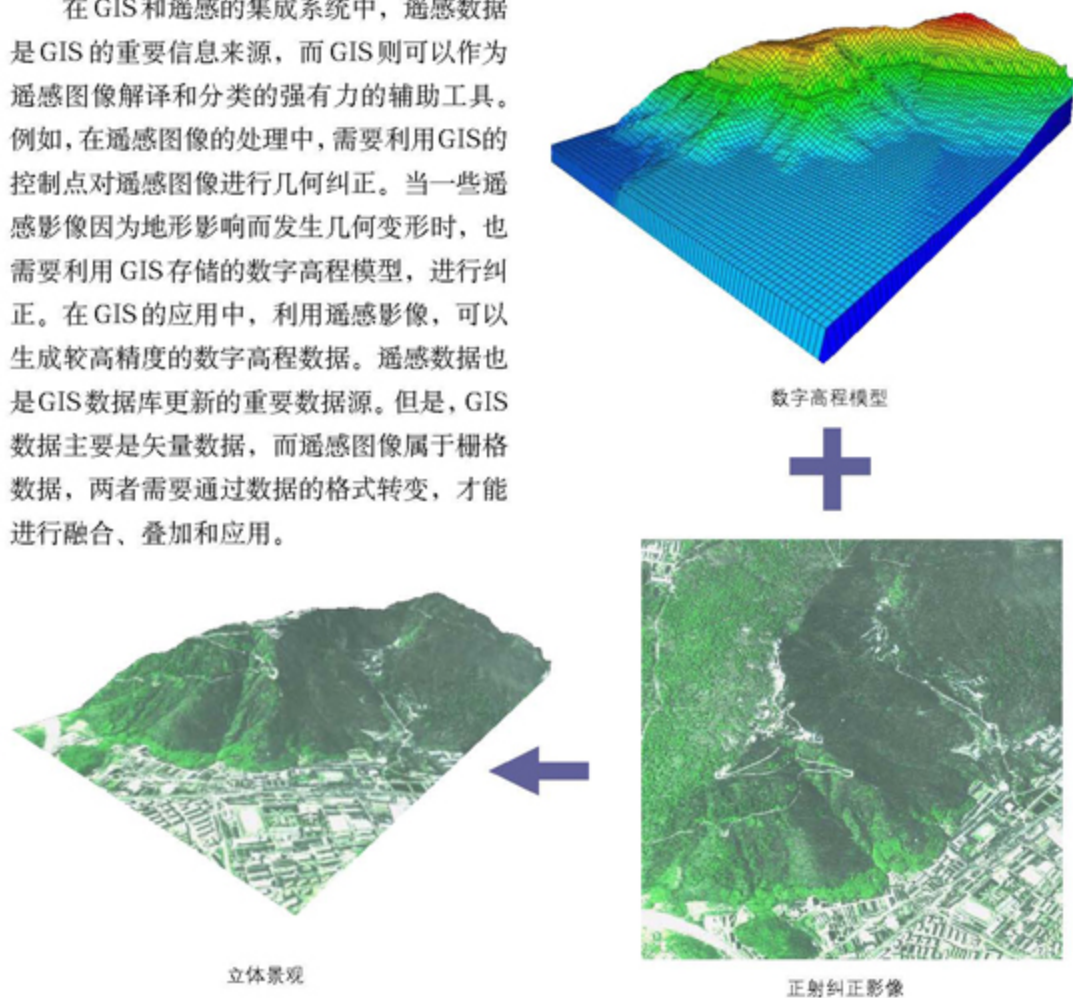 在GIS和遥感的集成系统中，遥感数据
是GIS的重要信息来源，而GIS则可以作为
遥感图像解译和分类的强有力的辅助工具。
例如，在遥感图像的处理中，需要利用GIS的
控制点对遥感图像进行几何纠正。当一些遥
感影像因为地形影响而发生几何变形时，也
需要利用GIS存储的数字高程模型，进行纠
正。在GIS的应用中，利用遥感影像，可以
生成较高精度的数字高程数据。遥感数据也
是GIS数据库更新的重要数据源。但是，GIS
数据主要是矢量数据，而遥感图像属于栅格
数据，两者需要通过数据的格式转变，才能
进行融合、叠加和应用。
数字高程模型
立体景观
正射纠正影像